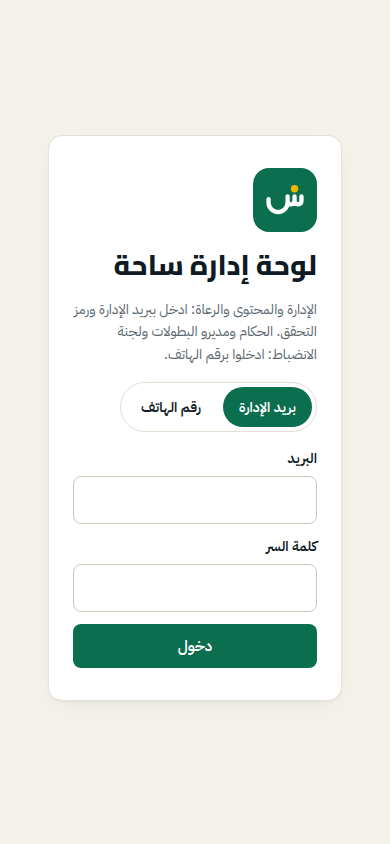 لوحة إدارة ساحة
الإدارة والمحتوى والرعاة: ادخل ببريد الإدارة ورمز
التحقق. الحكام ومديرو البطولات ولجنة
الانضباط: ادخلوا برقم الهاتف.
بريد الإدارة
رقم الهاتف
البريد
كلمة السر
دخول